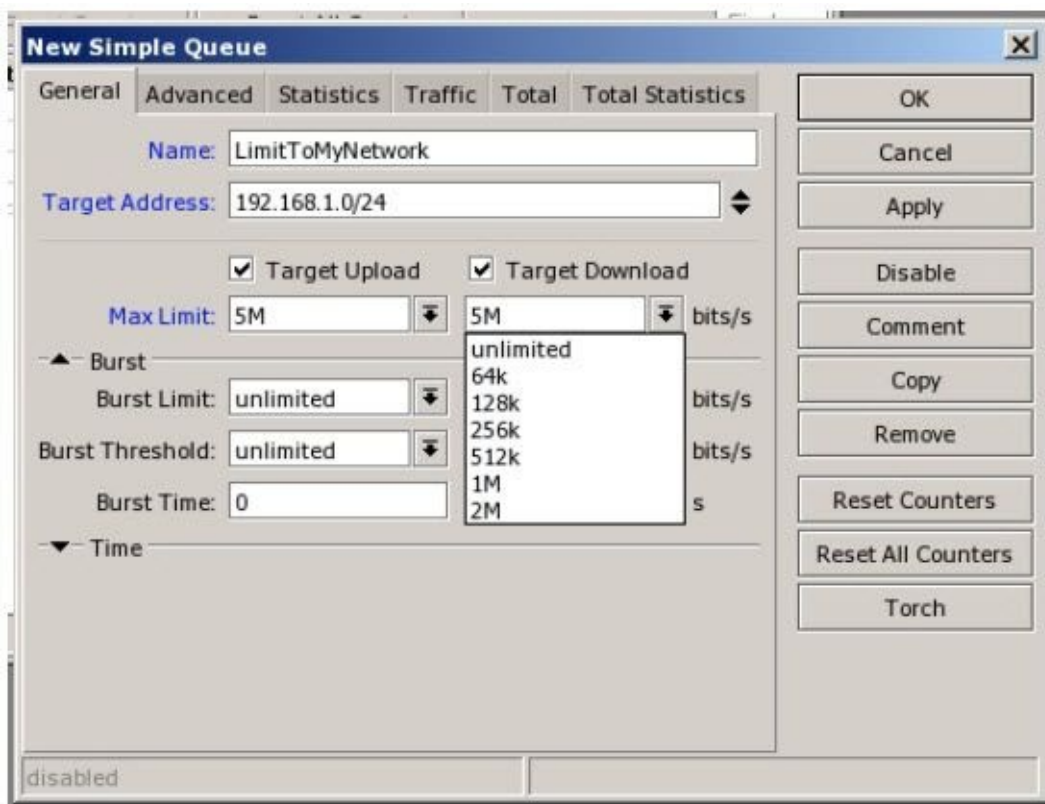 New Simple Queue
General Advanced Statistics Traffic Total Total Statistics
Name: LimitToMyNetwork
Target Address: 192.168.1.0/24
Target Upload Target Download
Max Limit: 5M 5M bits/s
unlimited
64k
128k
256k
512k
1M
2M
Burst
Burst Limit: unlimited bits/s
Burst Threshold: unlimited bits/s
Burst Time: 0 s
Time
OK
Cancel
Apply
Disable
Comment
Copy
Remove
Reset Counters
Reset All Counters
Torch
disabled